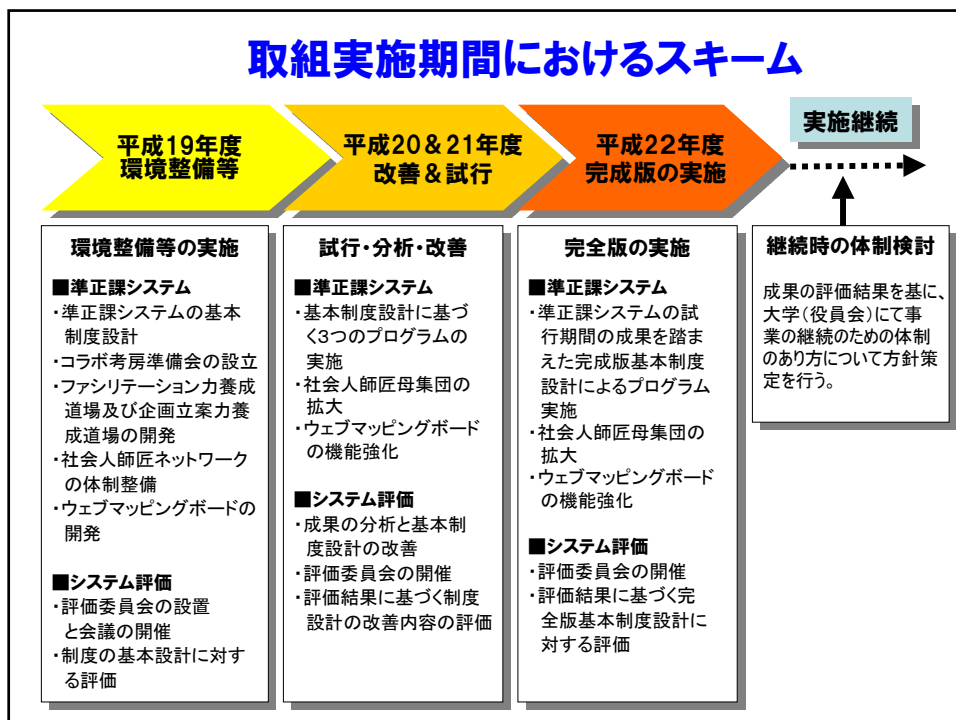 取組実施期間におけるスキーム
平成19年度
環境整備等
平成20&21年度
改善&試行
平成22年度
完成版の実施
実施継続
環境整備等の実施
■準正課システム
・準正課システムの基本
制度設計
・コラボ考房準備会の設立
・ファシリテーション力養成
道場及び企画立案力養
成道場の開発
・社会人師匠ネットワーク
の体制整備
・ウェブマッピングボードの
開発
■システム評価
・評価委員会の設置
と会議の開催
・制度の基本設計に対す
る評価
試行・分析・改善
■準正課システム
・基本制度設計に基づ
く3つのプログラムの
実施
・社会人師匠母集団の
拡大
・ウェブマッピングボード
の機能強化
■システム評価
・成果の分析と基本制
度設計の改善
・評価委員会の開催
・評価結果に基づく制度
設計の改善内容の評価
完全版の実施
■準正課システム
・準正課システムの試
行期間の成果を踏ま
えた完成版基本制度
設計によるプログラム
実施
・社会人師匠母集団の
拡大
・ウェブマッピングボード
の機能強化
■システム評価
・評価委員会の開催
・評価結果に基づく完
全版基本制度設計に
対する評価
継続時の体制検討
成果の評価結果を基に、
大学(役員会)にて事
業の継続のための体制
のあり方について方針策
定を行う。